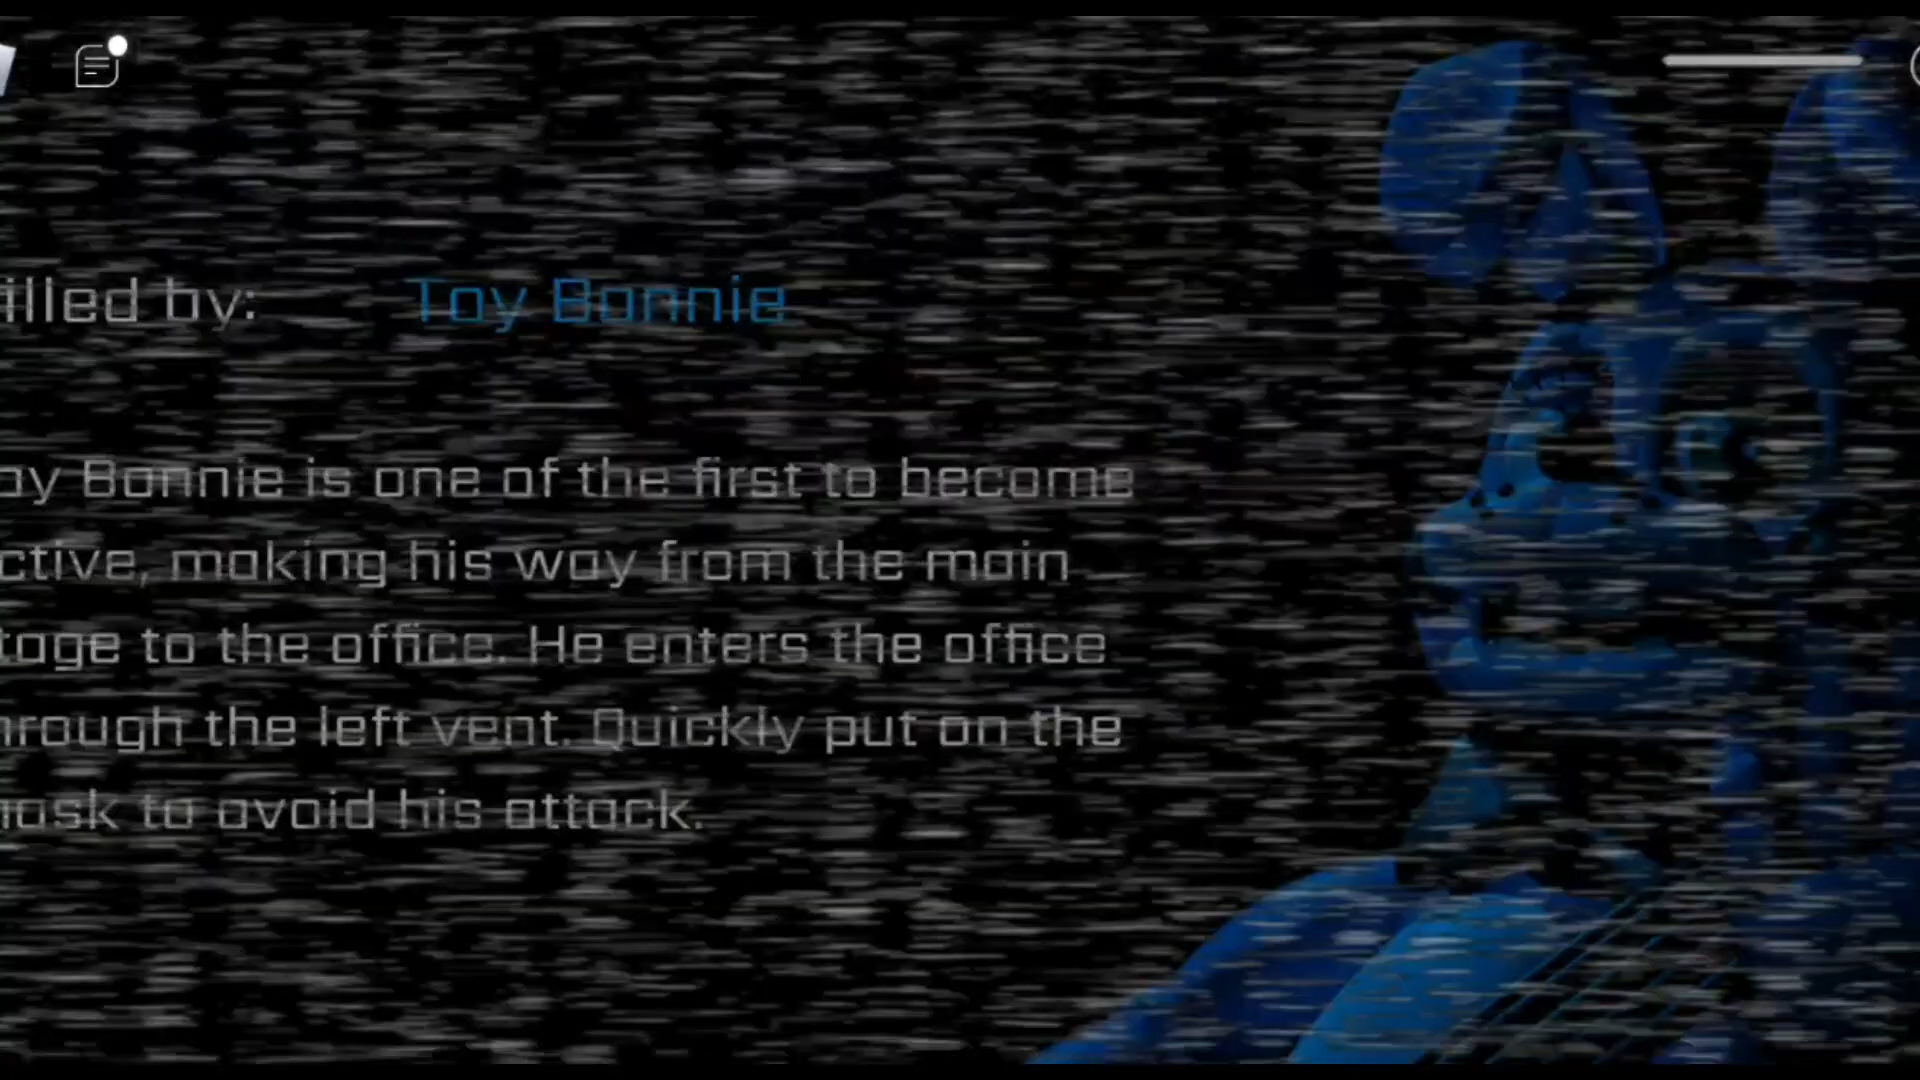 illed by: Toy Bonnie
oy Bonnie is one of the first to become
ctive, making his way from the main
tage to the office. He enters the office
hrough the left vent. Quickly put on the
mask to avoid his attack.